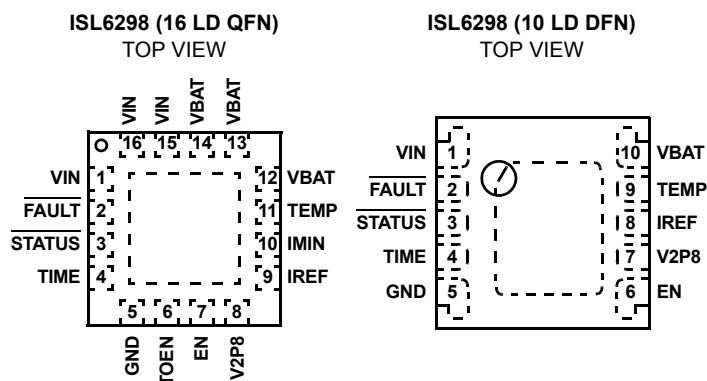 ISL6298 (16 LD QFN)
TOP VIEW
VIN
VIN
VBAT
VBAT
16 15 14 13
VIN 1 12 VBAT
FAULT 2 11 TEMP
STATUS 3 10 IMIN
TIME 4 9 IREF
5 6 7 8
GND
TOEN
EN
V2P8
ISL6298 (10 LD DFN)
TOP VIEW
VIN 1 10 VBAT
FAULT 2 9 TEMP
STATUS 3 8 IREF
TIME 4 7 V2P8
GND 5 6 EN